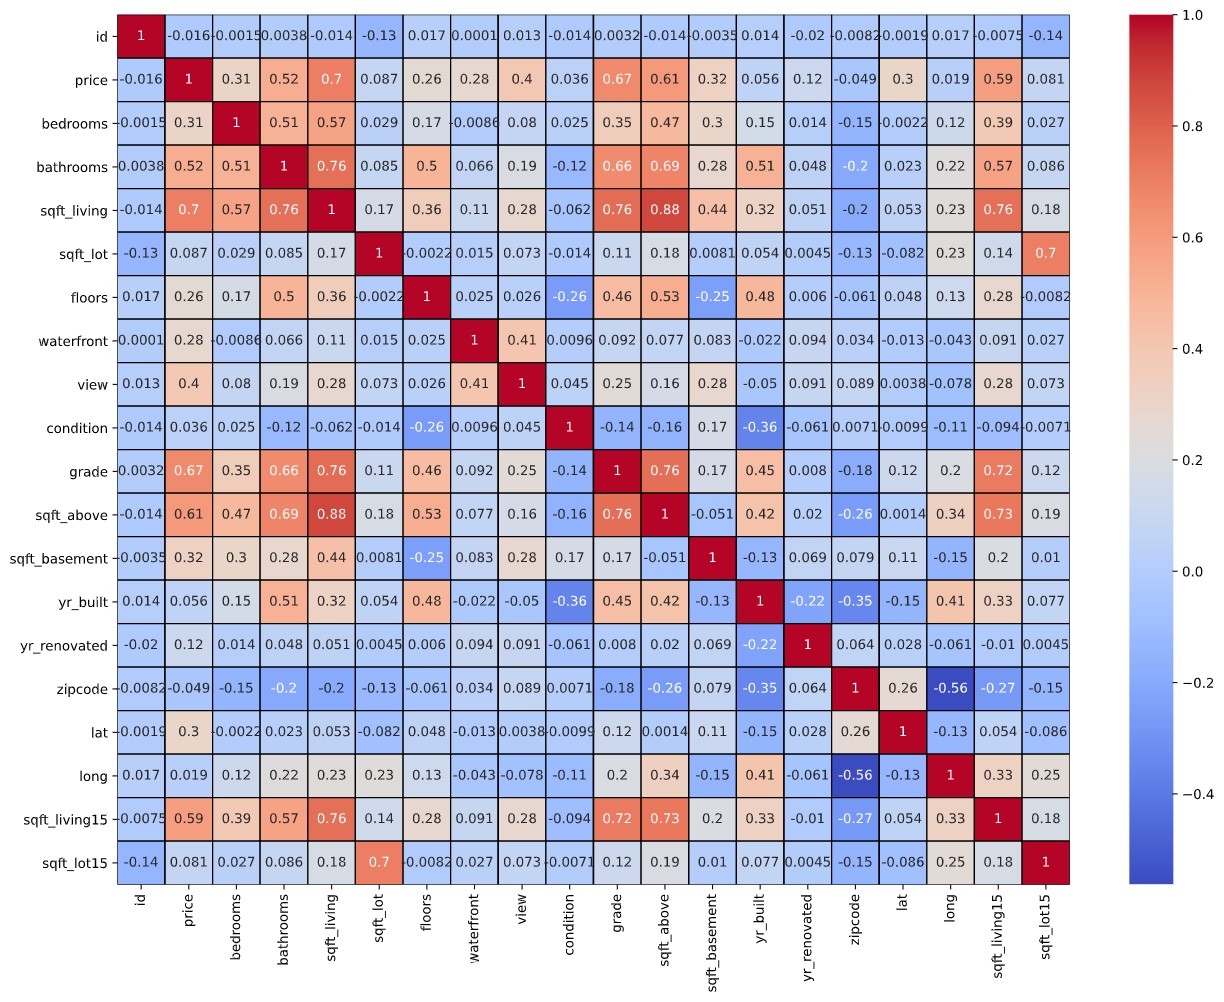 id 1 -0.016 -0.0015 0.0038 -0.014 -0.13 0.017 0.0001 0.013 -0.014 0.0032 -0.014 -0.0035 0.014 -0.02 -0.0082 -0.0019 0.017 -0.0075 -0.14
price -0.016 1 0.31 0.52 0.7 0.087 0.26 0.28 0.4 0.036 0.67 0.61 0.32 0.056 0.12 -0.049 0.3 0.019 0.59 0.081
bedrooms -0.0015 0.31 1 0.51 0.57 0.029 0.17 -0.0086 0.08 0.025 0.35 0.47 0.3 0.15 0.014 -0.15 -0.0022 0.12 0.39 0.027
bathrooms -0.0038 0.52 0.51 1 0.76 0.085 0.5 0.066 0.19 -0.12 0.66 0.69 0.28 0.51 0.048 -0.2 0.023 0.22 0.57 0.086
sqft_living -0.014 0.7 0.57 0.76 1 0.17 0.36 0.11 0.28 -0.062 0.76 0.88 0.44 0.32 0.051 -0.2 0.053 0.23 0.76 0.18
sqft_lot -0.13 0.087 0.029 0.085 0.17 1 -0.0022 0.015 0.073 -0.014 0.11 0.18 0.0081 0.054 0.0045 -0.13 -0.082 0.23 0.14 0.7
floors 0.017 0.26 0.17 0.5 0.36 -0.0022 1 0.025 0.026 -0.26 0.46 0.53 -0.25 0.48 0.006 -0.061 0.048 0.13 0.28 -0.0082
waterfront 0.0001 0.28 -0.0086 0.066 0.11 0.015 0.025 1 0.41 0.0096 0.092 0.077 0.083 -0.022 0.094 0.034 -0.013 -0.043 0.091 0.027
view 0.013 0.4 0.08 0.19 0.28 0.073 0.026 0.41 1 0.045 0.25 0.16 0.28 -0.05 0.091 0.089 0.0038 -0.078 0.28 0.073
condition -0.014 0.036 0.025 -0.12 -0.062 -0.014 -0.26 0.0096 0.045 1 -0.14 -0.16 0.17 -0.36 -0.061 0.0071 -0.0099 -0.11 -0.094 -0.0071
grade 0.0032 0.67 0.35 0.66 0.76 0.11 0.46 0.092 0.25 -0.14 1 0.76 0.17 0.45 0.008 -0.18 0.12 0.2 0.72 0.12
sqft_above -0.014 0.61 0.47 0.69 0.88 0.18 0.53 0.077 0.16 -0.16 0.76 1 -0.051 0.42 0.02 -0.26 0.0014 0.34 0.73 0.19
sqft_basement -0.0035 0.32 0.3 0.28 0.44 0.0081 -0.25 0.083 0.28 0.17 0.17 -0.051 1 -0.13 0.069 0.079 0.11 -0.15 0.2 0.01
yr_built 0.014 0.056 0.15 0.51 0.32 0.054 0.48 -0.022 -0.05 -0.36 0.45 0.42 -0.13 1 -0.22 -0.35 -0.15 0.41 0.33 0.077
yr_renovated -0.02 0.12 0.014 0.048 0.051 0.0045 0.006 0.094 0.091 -0.061 0.008 0.02 0.069 -0.22 1 0.064 0.028 -0.061 -0.01 0.0045
zipcode -0.0082 -0.049 -0.15 -0.2 -0.2 -0.13 -0.061 0.034 0.089 0.0071 -0.18 -0.26 0.079 -0.35 0.064 1 0.26 -0.56 -0.27 -0.15
lat -0.0019 0.3 -0.0022 0.023 0.053 -0.082 0.048 -0.013 0.0038 -0.0099 0.12 0.0014 0.11 -0.15 0.028 0.26 1 -0.13 0.054 -0.086
long 0.017 0.019 0.12 0.22 0.23 0.23 0.13 -0.043 -0.078 -0.11 0.2 0.34 -0.15 0.41 -0.061 -0.56 -0.13 1 0.33 0.25
sqft_living15 -0.0075 0.59 0.39 0.57 0.76 0.14 0.28 0.091 0.28 -0.094 0.72 0.73 0.2 0.33 -0.01 -0.27 0.054 0.33 1 0.18
sqft_lot15 -0.14 0.081 0.027 0.086 0.18 0.7 -0.0082 0.027 0.073 -0.0071 0.12 0.19 0.01 0.077 0.0045 -0.15 -0.086 0.25 0.18 1
id price bedrooms bathrooms sqft_living sqft_lot floors waterfront view condition grade sqft_above sqft_basement yr_built yr_renovated zipcode lat long sqft_living15 sqft_lot15
1.0
0.8
0.6
0.4
0.2
0.0
−0.2
−0.4